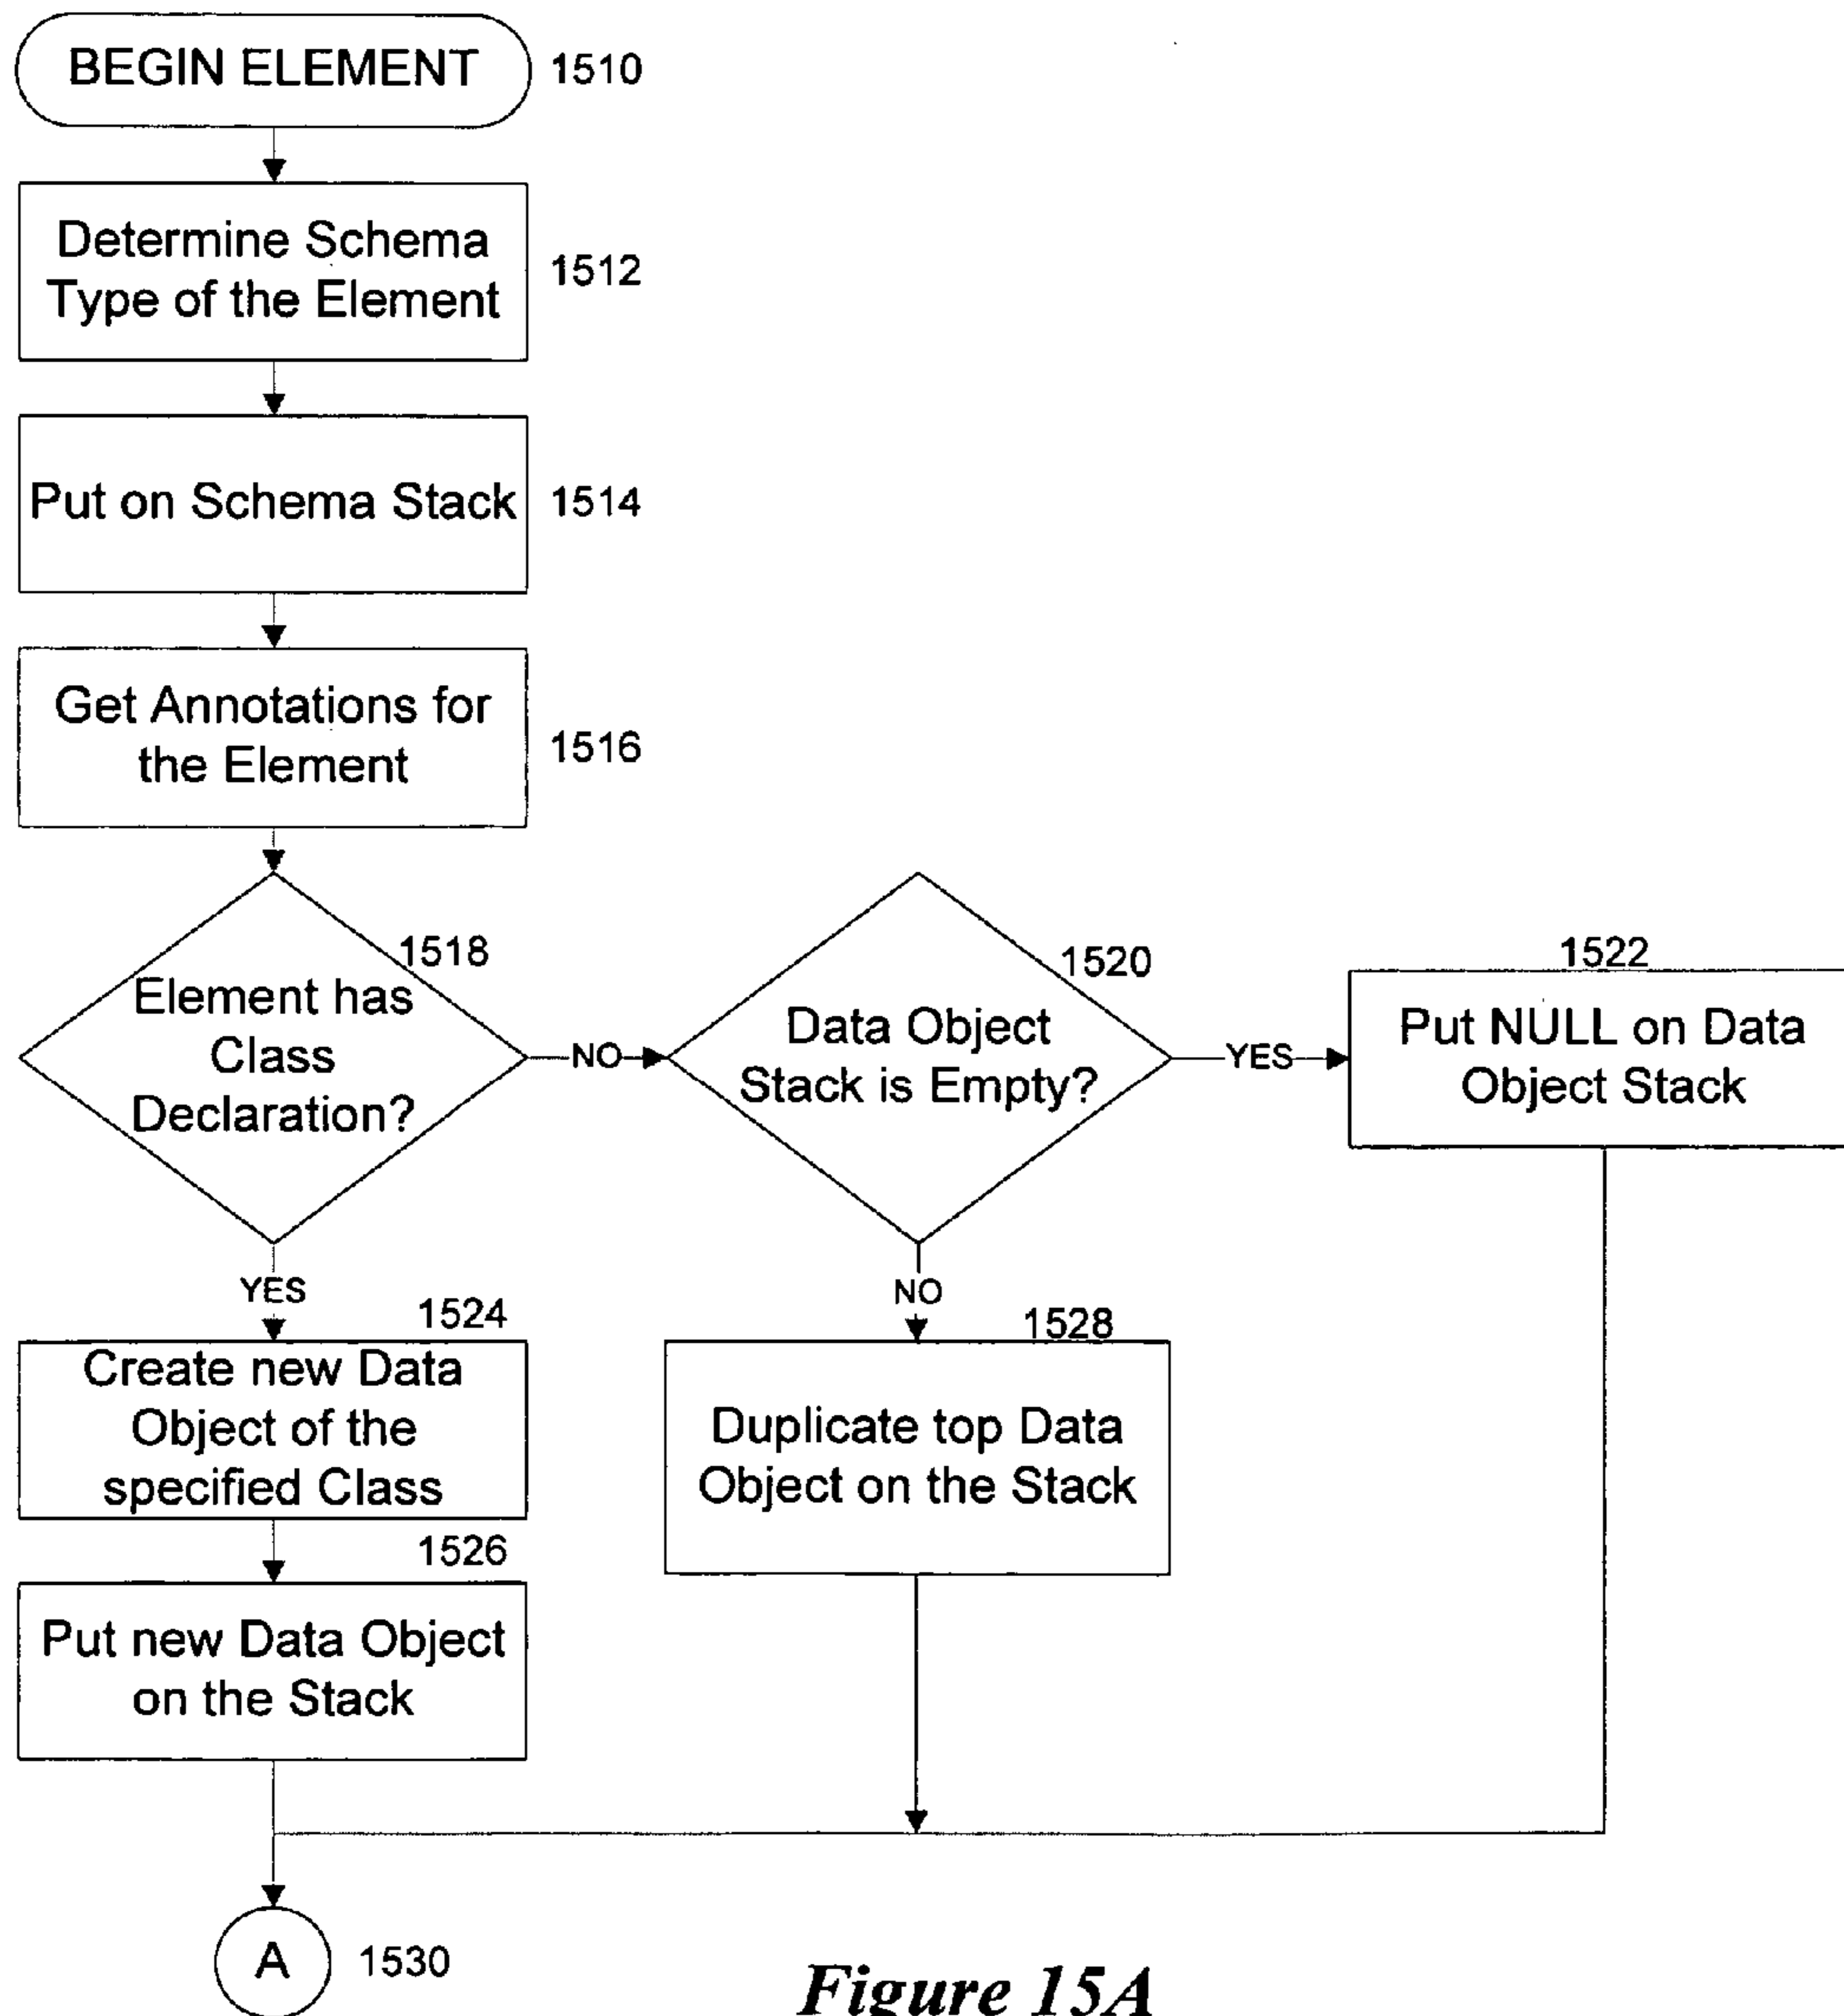 BEGIN ELEMENT
1510
Determine Schema
Type of the Element
1512
Put on Schema Stack
1514
Get Annotations for
the Element
1516
1518
Element has
Class
Declaration?
NO
1520
Data Object
Stack is Empty?
YES
1522
Put NULL on Data
Object Stack
YES
1524
Create new Data
Object of the
specified Class
NO
1528
Duplicate top Data
Object on the Stack
1526
Put new Data Object
on the Stack
A
1530
Figure 15A